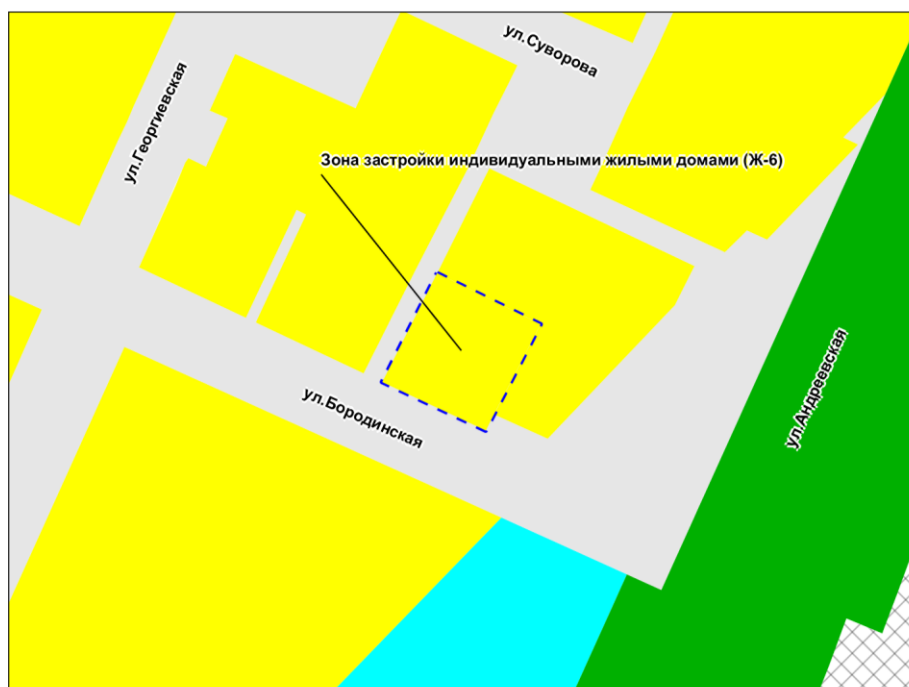 ул.Суворова
ул.Георгиевская
Зона застройки индивидуальными жилыми домами (Ж-6)
ул.Андреевская
ул.Бородинская